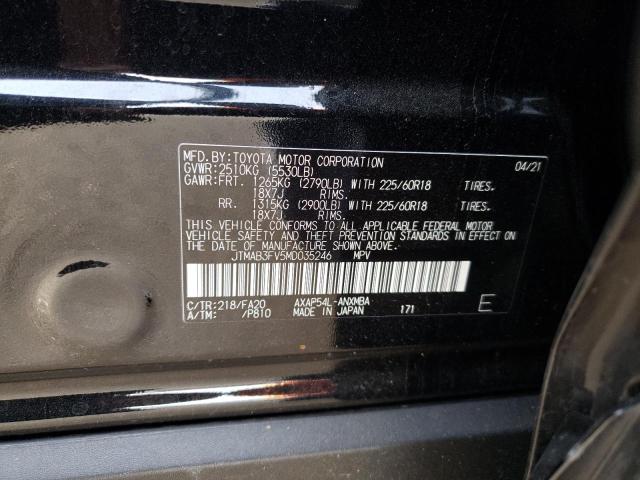 MFD.BY:TOYOTA MOTOR CORPORATION 04/21
GVWR:2510KG (5530LB)
GAWR:FRT. 1265KG (2790LB) WITH 225/60R18 TIRES.
18X7J RIMS.
RR. 1315KG (2900LB) WITH 225/60R18 TIRES.
18X7J RIMS.
THIS VEHICLE CONFORMS TO ALL APPLICABLE FEDERAL MOTOR
VEHICLE SAFETY AND THEFT PREVENTION STANDARDS IN EFFECT
ON THE DATE OF MANUFACTURE SHOWN ABOVE.
JTMAB3FV5MD035246 MPV
C/TR:218/FA20 AXAP54L-ANXMBA
A/TM: /P810 MADE IN JAPAN 171 E